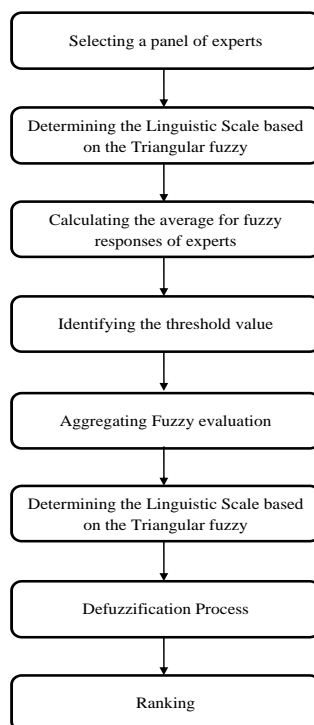 Selecting a panel of experts
Determining the Linguistic Scale based
on the Triangular fuzzy
Calculating the average for fuzzy
responses of experts
Identifying the threshold value
Aggregating Fuzzy evaluation
Determining the Linguistic Scale based
on the Triangular fuzzy
Defuzzification Process
Ranking